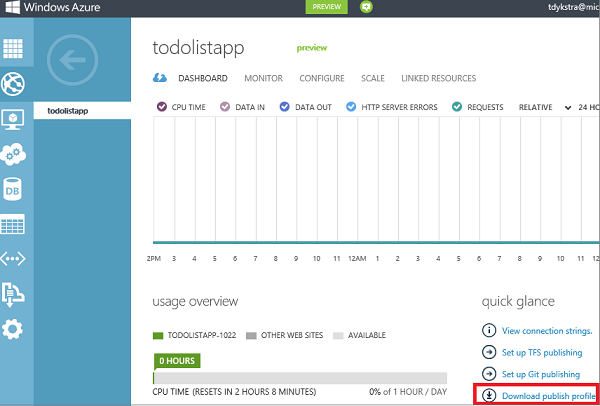 Windows Azure PREVIEW tdykstra@mic
todolistapp preview
DASHBOARD MONITOR CONFIGURE SCALE LINKED RESOURCES
todolistapp
CPU TIME DATA IN DATA OUT HTTP SERVER ERRORS REQUESTS RELATIVE 24 HO
2PM 3 4 5 6 7 8 9 10 11 12AM 1 2 3 4 5 6 7 8 9 10 11 12
DB
usage overview
TODOLISTAPP-1022 OTHER WEB SITES AVAILABLE
0 HOURS
CPU TIME (RESETS IN 2 HOURS 8 MINUTES) 0% of 1 HOUR / DAY
quick glance
View connection strings.
Set up TFS publishing
Set up Git publishing
Download publish profile